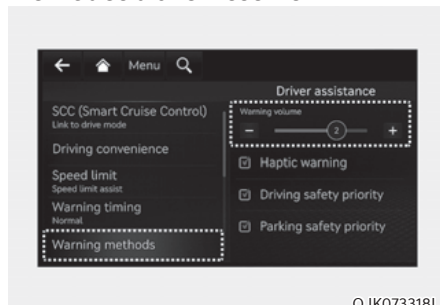 Menu
Driver assistance
SCC (Smart Cruise Control)
Link to drive mode
Driving convenience
Speed limit
Speed limit assist
Warning timing
Normal
Warning methods
Warning volume
- 2 +
Haptic warning
Driving safety priority
Parking safety priority